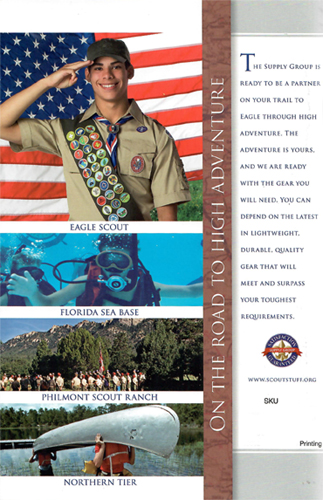 EAGLE SCOUT
FLORIDA SEA BASE
PHILMONT SCOUT RANCH
NORTHERN TIER
ON THE ROAD TO HIGH ADVENTURE
THE SUPPLY GROUP IS
READY TO BE A PARTNER
ON YOUR TRAIL TO
EAGLE THROUGH HIGH
ADVENTURE. THE
ADVENTURE IS YOURS,
AND WE ARE READY
WITH THE GEAR YOU
WILL NEED. YOU CAN
DEPEND ON THE LATEST
IN LIGHTWEIGHT,
DURABLE, QUALITY
GEAR THAT WILL
MEET AND SURPASS
YOUR TOUGHEST
REQUIREMENTS.
SATISFACTION
GUARANTEED
WWW.SCOUTSTUFF.ORG
SKU
Printing